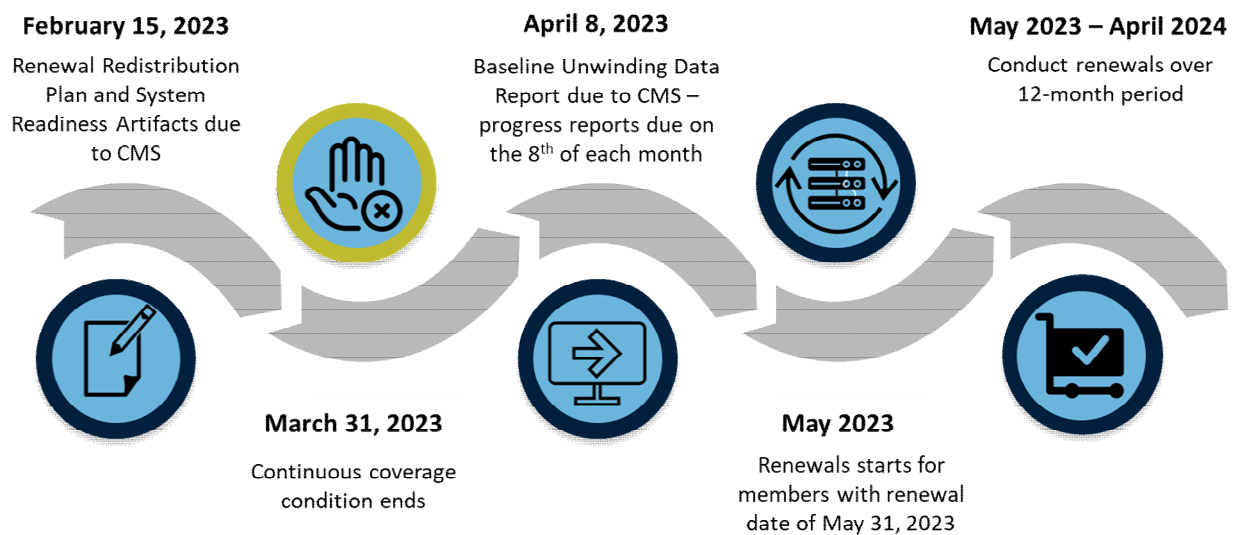 February 15, 2023
Renewal Redistribution
Plan and System
Readiness Artifacts due
to CMS
March 31, 2023
Continuous coverage
condition ends
April 8, 2023
Baseline Unwinding Data
Report due to CMS –
progress reports due on
the 8th of each month
May 2023
Renewals starts for
members with renewal
date of May 31, 2023
May 2023 – April 2024
Conduct renewals over
12-month period